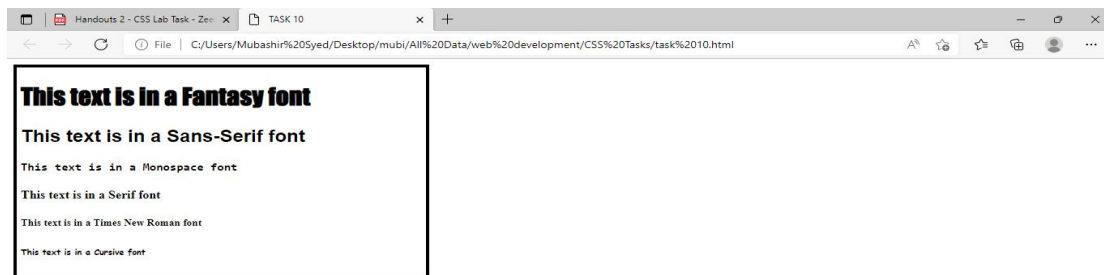 Handouts 2 - CSS Lab Task - Zee
TASK 10
File | C:/Users/Mubashir%20Syed/Desktop/mubi/All%20Data/web%20development/CSS%20Tasks/task%2010.html
This text is in a Fantasy font
This text is in a Sans-Serif font
This text is in a Monospace font
This text is in a Serif font
This text is in a Times New Roman font
This text is in a Cursive font